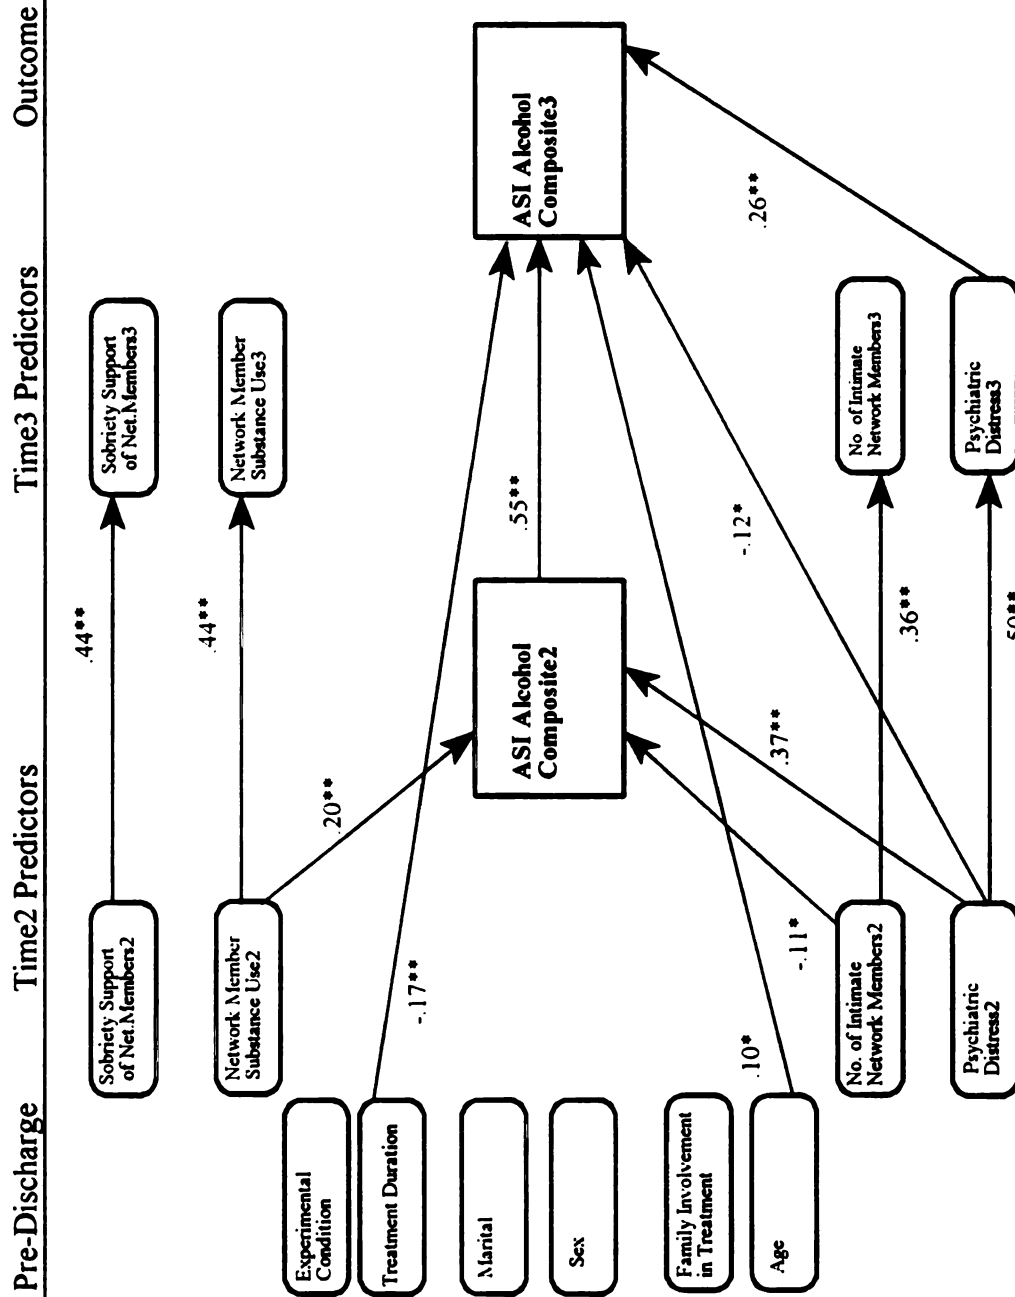 Pre-Discharge
Time2 Predictors
Time3 Predictors
Outcome
Sobriety Support
of Net.Members2
.44**
Sobriety Support
of Net.Members3
Network Member
Substance Use2
.44**
Network Member
Substance Use3
Experimental
Condition
Treatment Duration
-.17**
.20**
Marital
Sex
ASI Alcohol
Composite2
.55**
ASI Alcohol
Composite3
Family Involvement
in Treatment
Age
.10*
-.11*
.37**
-.12*
.26**
No. of Intimate
Network Members2
.36**
No. of Intimate
Network Members3
Psychiatric
Distress2
Psychiatric
Distress3